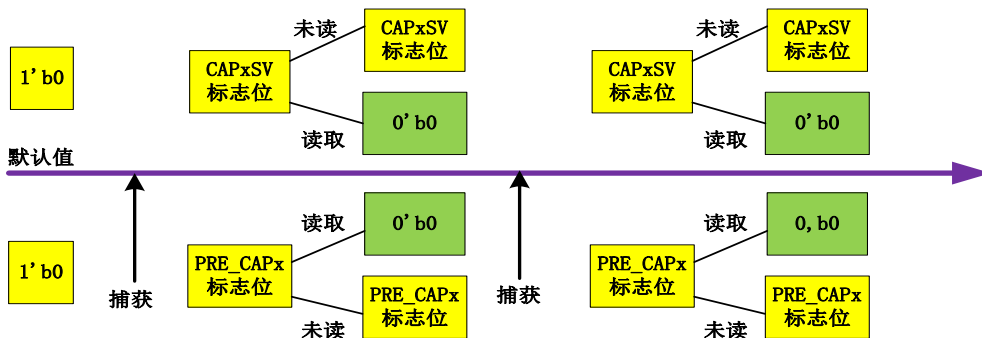 未读
CAPxSV
标志位
未读
CAPxSV
标志位
1'b0
CAPxSV
标志位
CAPxSV
标志位
0'b0
0'b0
读取
读取
默认值
读取
0'b0
读取
0,b0
1'b0
PRE_CAPx
标志位
PRE_CAPx
标志位
捕获
PRE_CAPx
标志位
捕获
PRE_CAPx
标志位
未读
未读